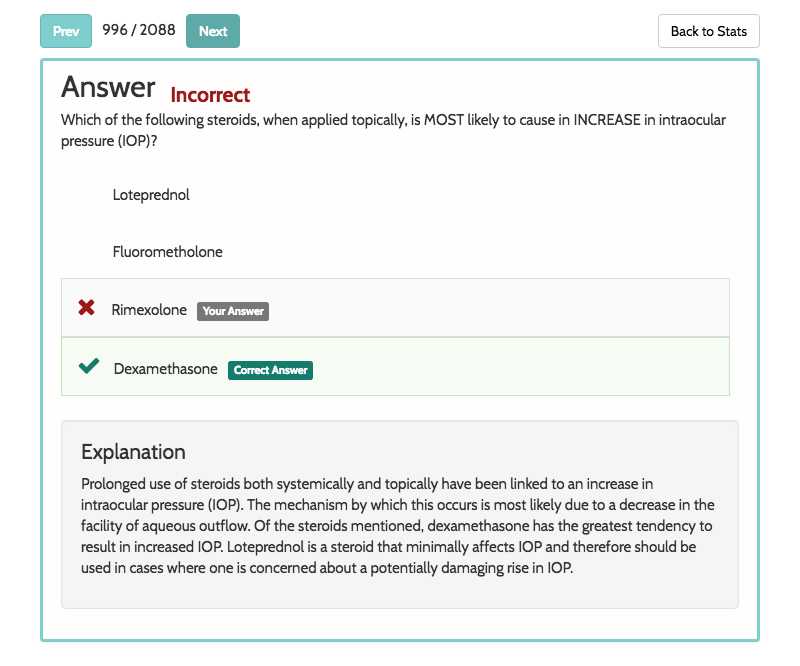 Prev 996 / 2088 Next Back to Stats
Answer Incorrect
Which of the following steroids, when applied topically, is MOST likely to cause in INCREASE in intraocular
pressure (IOP)?
Loteprednol
Fluorometholone
Rimexolone Your Answer
Dexamethasone Correct Answer
Explanation
Prolonged use of steroids both systemically and topically have been linked to an increase in
intraocular pressure (IOP). The mechanism by which this occurs is most likely due to a decrease in the
facility of aqueous outflow. Of the steroids mentioned, dexamethasone has the greatest tendency to
result in increased IOP. Loteprednol is a steroid that minimally affects IOP and therefore should be
used in cases where one is concerned about a potentially damaging rise in IOP.